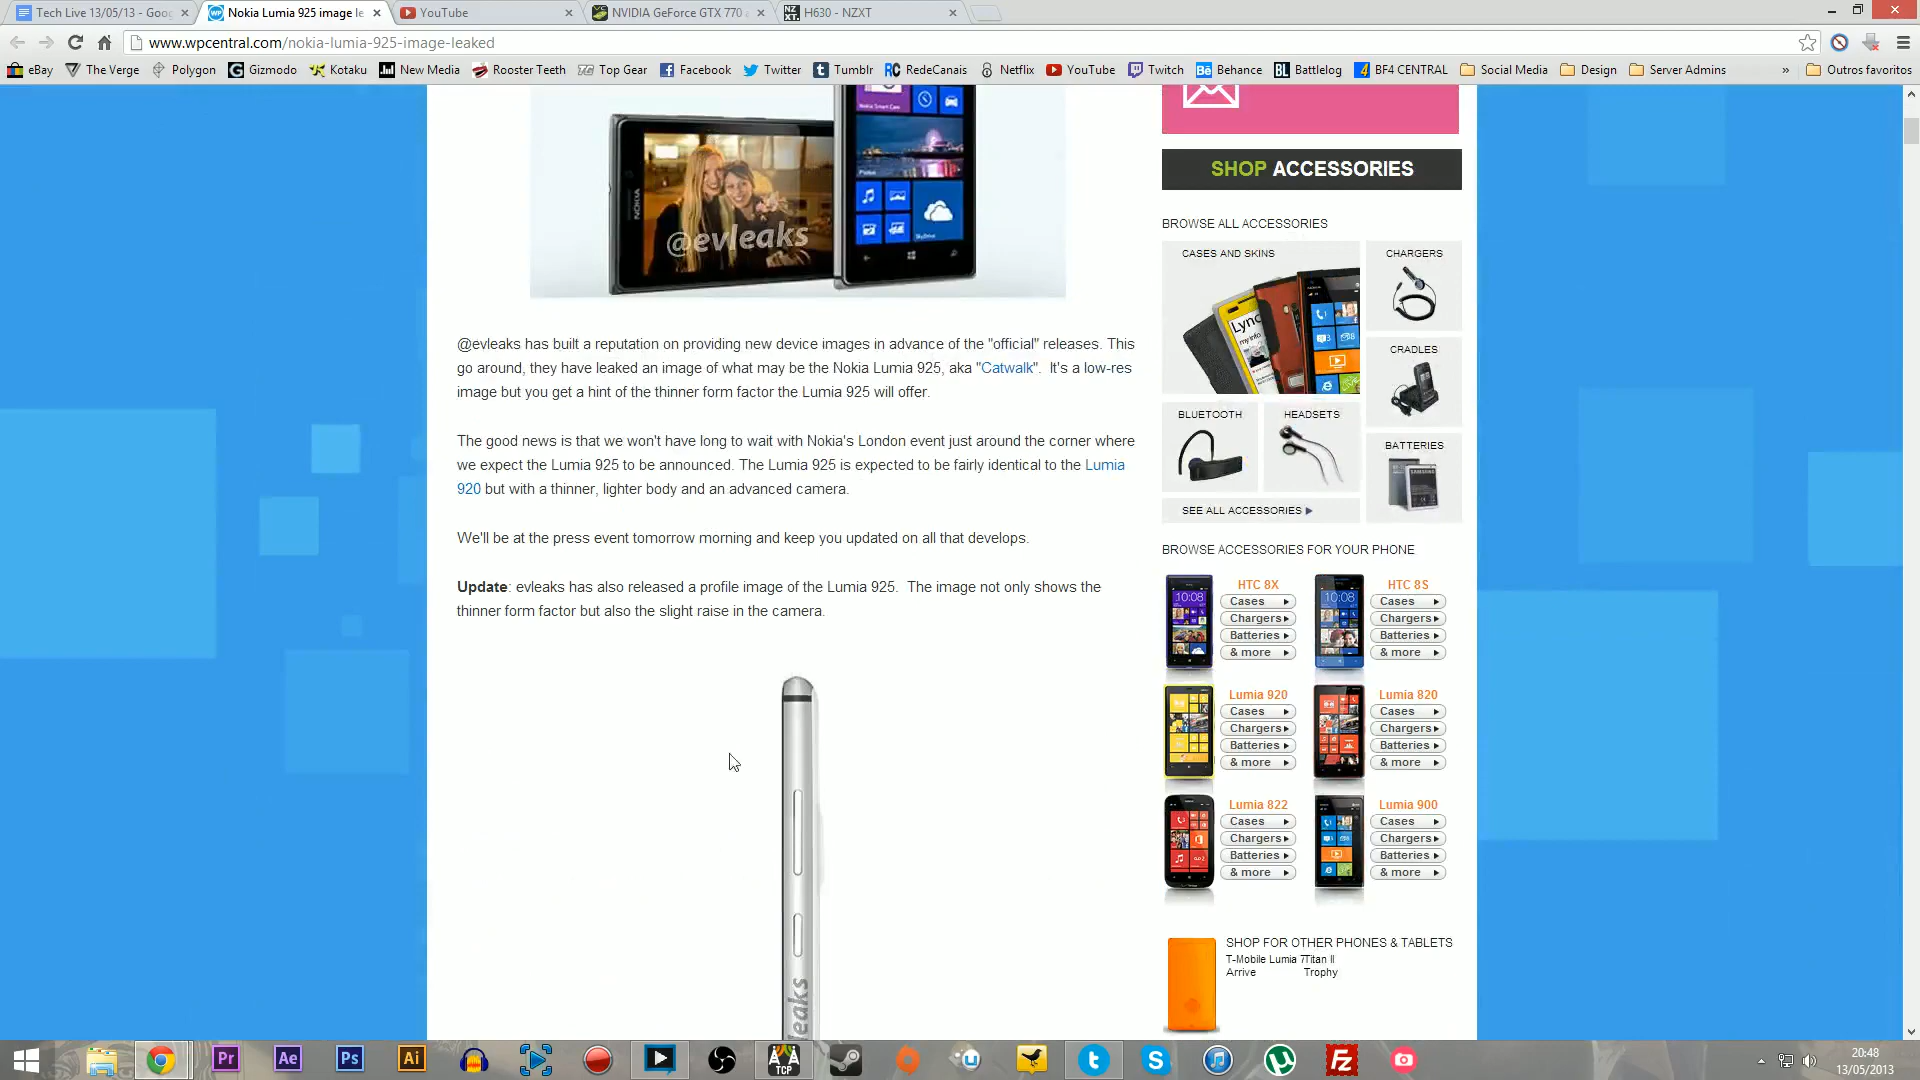 Tech Live 13/05/13 - Goo
Nokia Lumia 925 image le
YouTube
NVIDIA GeForce GTX 770
H630 - NZXT
www.wpcentral.com/nokia-lumia-925-image-leaked
eBay
The Verge
Polygon
Gizmodo
Kotaku
New Media
Rooster Teeth
Top Gear
Facebook
Twitter
Tumblr
RedeCanais
Netflix
YouTube
Twitch
Behance
Battlelog
BF4 CENTRAL
Social Media
Design
Server Admins
»
Outros favoritos
NOKIA
@evleaks
SkyDrive
@evleaks has built a reputation on providing new device images in advance of the "official" releases. This
go around, they have leaked an image of what may be the Nokia Lumia 925, aka "Catwalk". It's a low-res
image but you get a hint of the thinner form factor the Lumia 925 will offer.
The good news is that we won't have long to wait with Nokia's London event just around the corner where
we expect the Lumia 925 to be announced. The Lumia 925 is expected to be fairly identical to the Lumia
920 but with a thinner, lighter body and an advanced camera.
We'll be at the press event tomorrow morning and keep you updated on all that develops.
Update: evleaks has also released a profile image of the Lumia 925. The image not only shows the
thinner form factor but also the slight raise in the camera.
leaks
SHOP ACCESSORIES
BROWSE ALL ACCESSORIES
CASES AND SKINS
CHARGERS
CRADLES
BLUETOOTH
HEADSETS
BATTERIES
SEE ALL ACCESSORIES
BROWSE ACCESSORIES FOR YOUR PHONE
HTC 8X
Cases
Chargers
Batteries
& more
HTC 8S
Cases
Chargers
Batteries
& more
Lumia 920
Cases
Chargers
Batteries
& more
Lumia 820
Cases
Chargers
Batteries
& more
Lumia 822
Cases
Chargers
Batteries
& more
Lumia 900
Cases
Chargers
Batteries
& more
SHOP FOR OTHER PHONES & TABLETS
T-Mobile Lumia 7Titan II
Arrive Trophy
Pr
Ae
Ps
Ai
TCP
20:48
13/05/2013